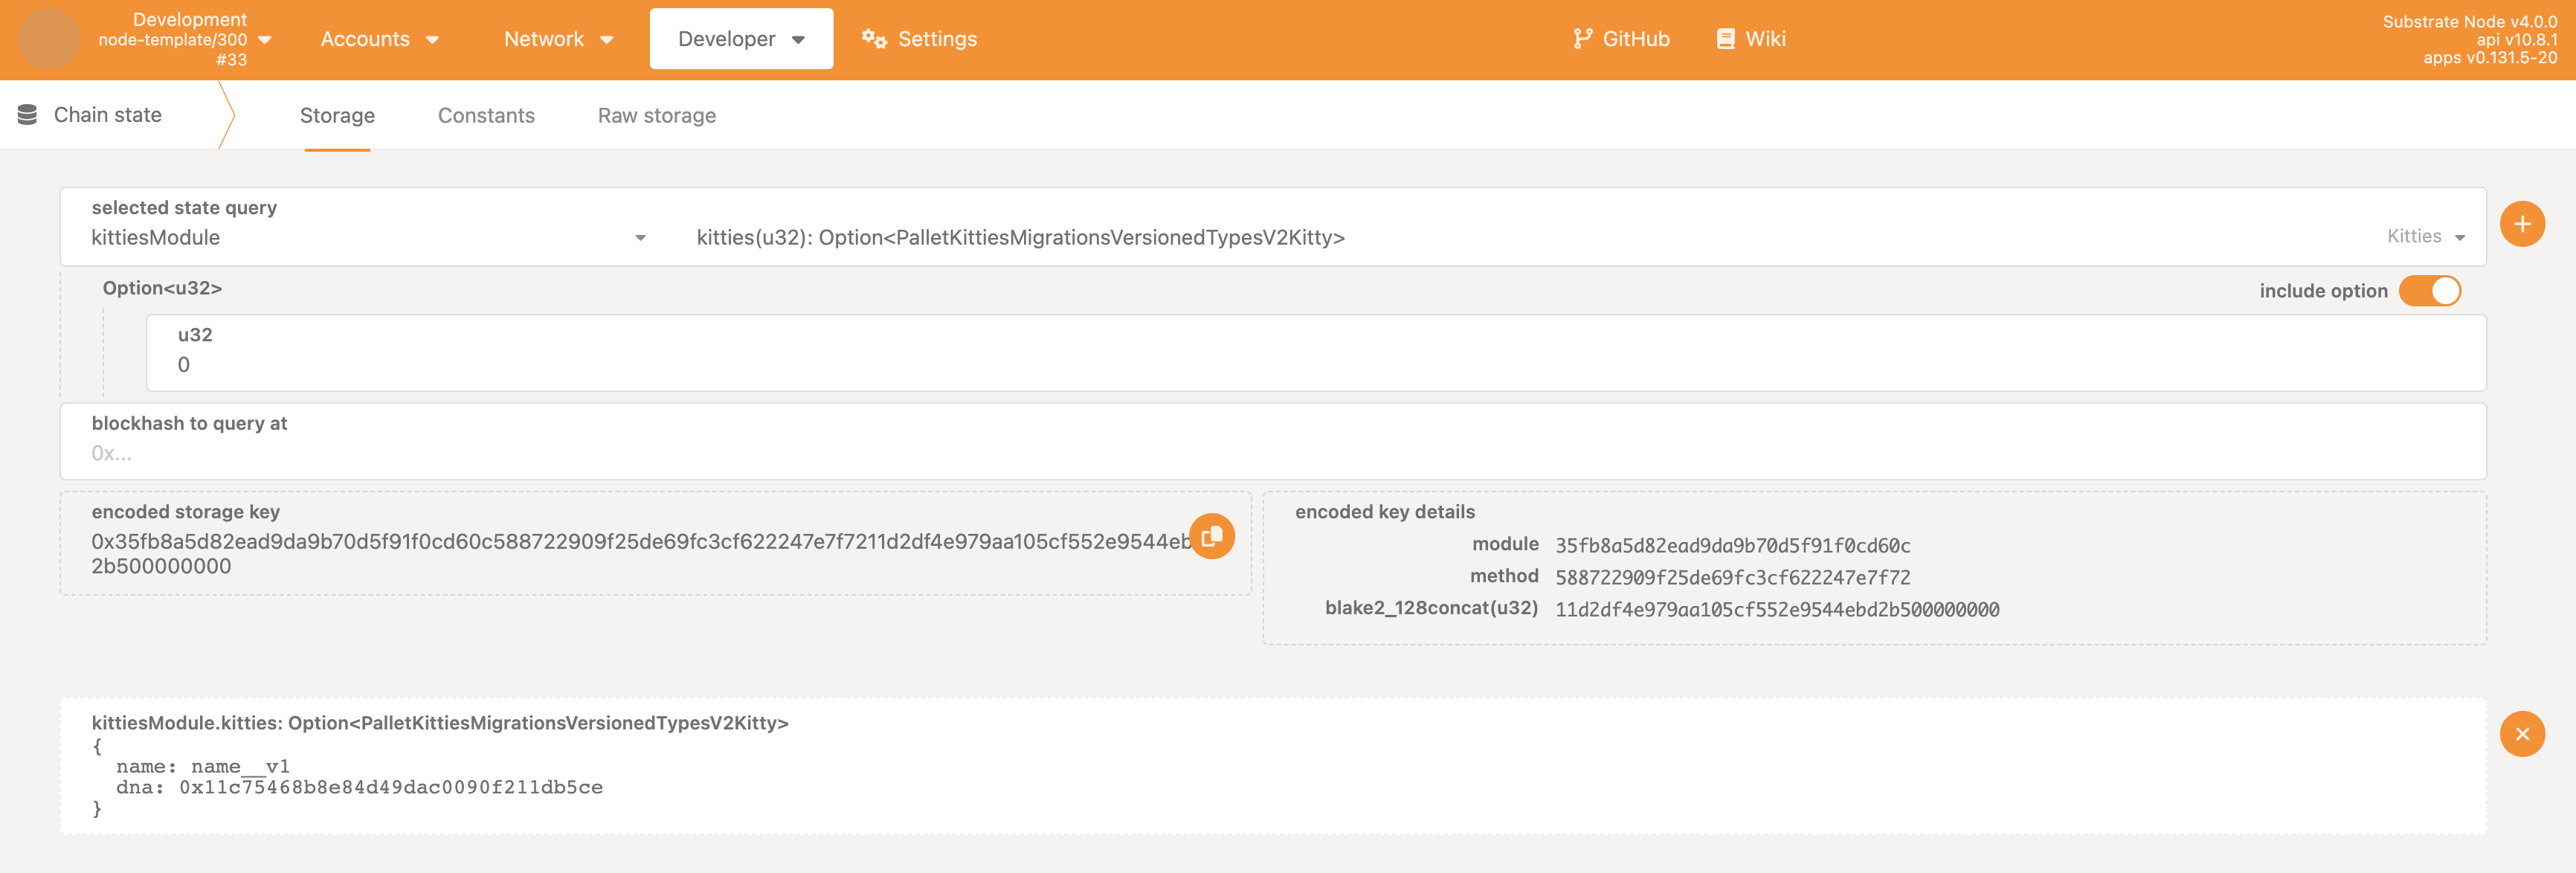 Development
node-template/300
#33
Accounts
Network
Developer
Settings
GitHub
Wiki
Substrate Node v4.0.0
api v10.8.1
apps v0.131.5-20
Chain state
Storage
Constants
Raw storage
selected state query
kittiesModule
kitties(u32): Option<PalletKittiesMigrationsVersionedTypesV2Kitty>
Kitties
Option<u32>
include option
u32
0
blockhash to query at
0x...
encoded storage key
0x35fb8a5d82ead9da9b70d5f91f0cd60c588722909f25de69fc3cf622247e7f7211d2df4e979aa105cf552e9544eb
2b500000000
encoded key details
module 35fb8a5d82ead9da9b70d5f91f0cd60c
method 588722909f25de69fc3cf622247e7f72
blake2_128concat(u32) 11d2df4e979aa105cf552e9544ebd2b500000000
kittiesModule.kitties: Option<PalletKittiesMigrationsVersionedTypesV2Kitty>
{
name: name__v1
dna: 0x11c75468b8e84d49dac0090f211db5ce
}